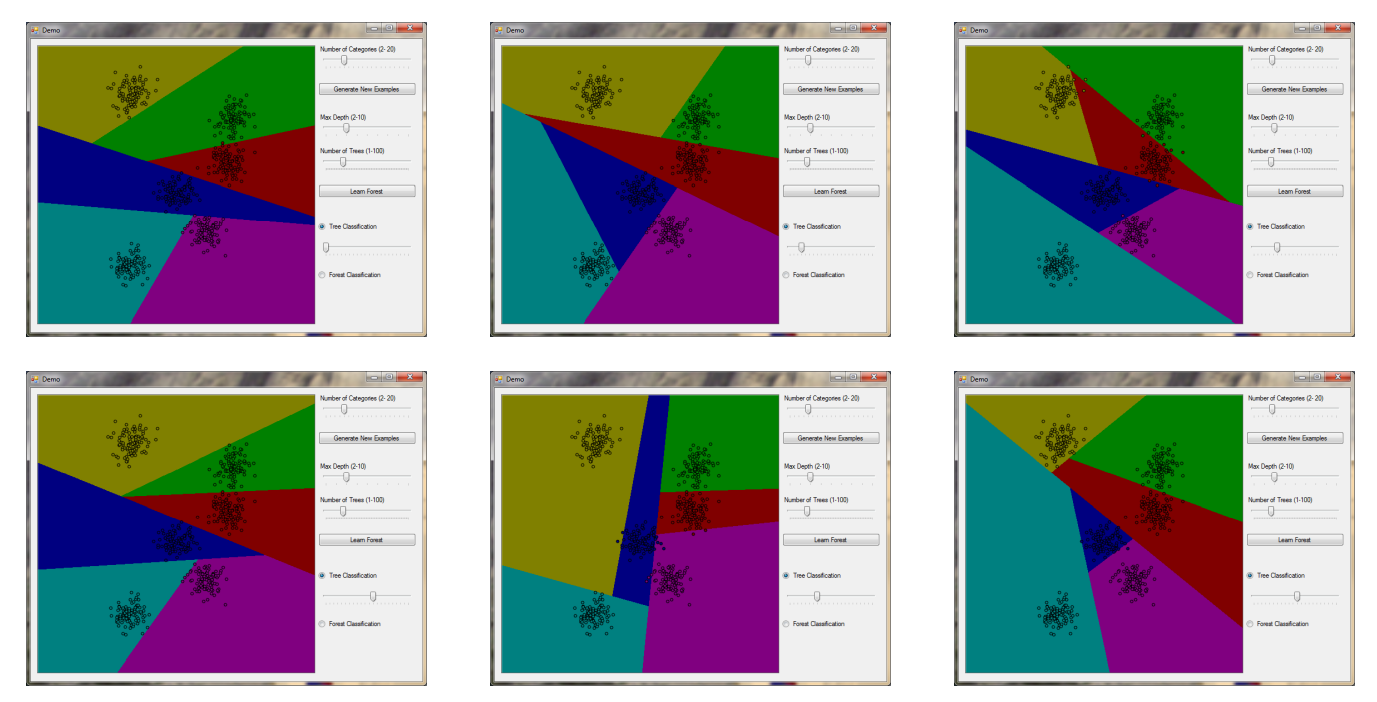 Demo
Number of Categories (2- 20)
Generate New Examples
Max Depth (2-10)
Number of Trees (1-100)
Learn Forest
Tree Classification
Forest Classification
Demo
Number of Categories (2- 20)
Generate New Examples
Max Depth (2-10)
Number of Trees (1-100)
Learn Forest
Tree Classification
Forest Classification
Demo
Number of Categories (2- 20)
Generate New Examples
Max Depth (2-10)
Number of Trees (1-100)
Learn Forest
Tree Classification
Forest Classification
Demo
Number of Categories (2- 20)
Generate New Examples
Max Depth (2-10)
Number of Trees (1-100)
Learn Forest
Tree Classification
Forest Classification
Demo
Number of Categories (2- 20)
Generate New Examples
Max Depth (2-10)
Number of Trees (1-100)
Learn Forest
Tree Classification
Forest Classification
Demo
Number of Categories (2- 20)
Generate New Examples
Max Depth (2-10)
Number of Trees (1-100)
Learn Forest
Tree Classification
Forest Classification